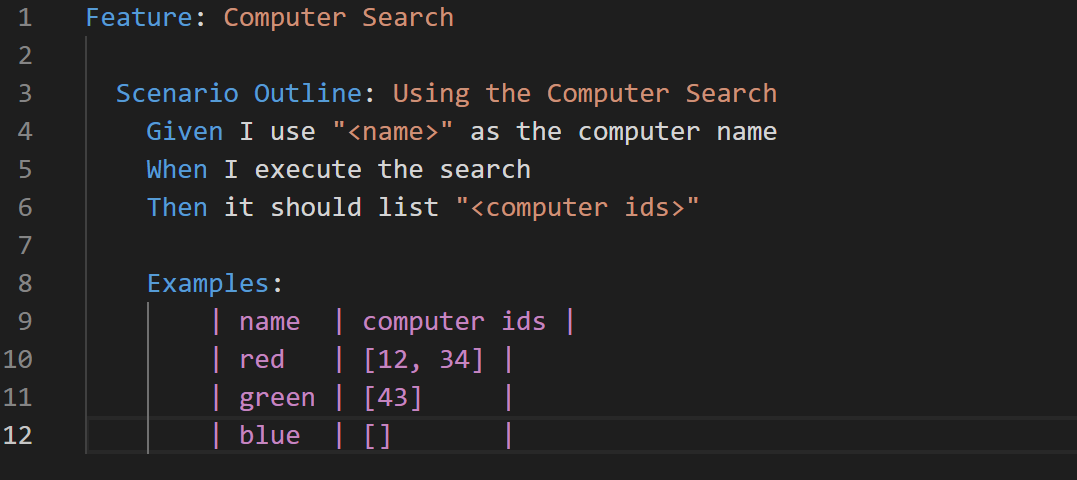 1 Feature: Computer Search
2
3 Scenario Outline: Using the Computer Search
4 Given I use "<name>" as the computer name
5 When I execute the search
6 Then it should list "<computer ids>"
7
8 Examples:
9 | name  | computer ids |
10 | red   | [12, 34] |
11 | green | [43]     |
12 | blue  | []       |